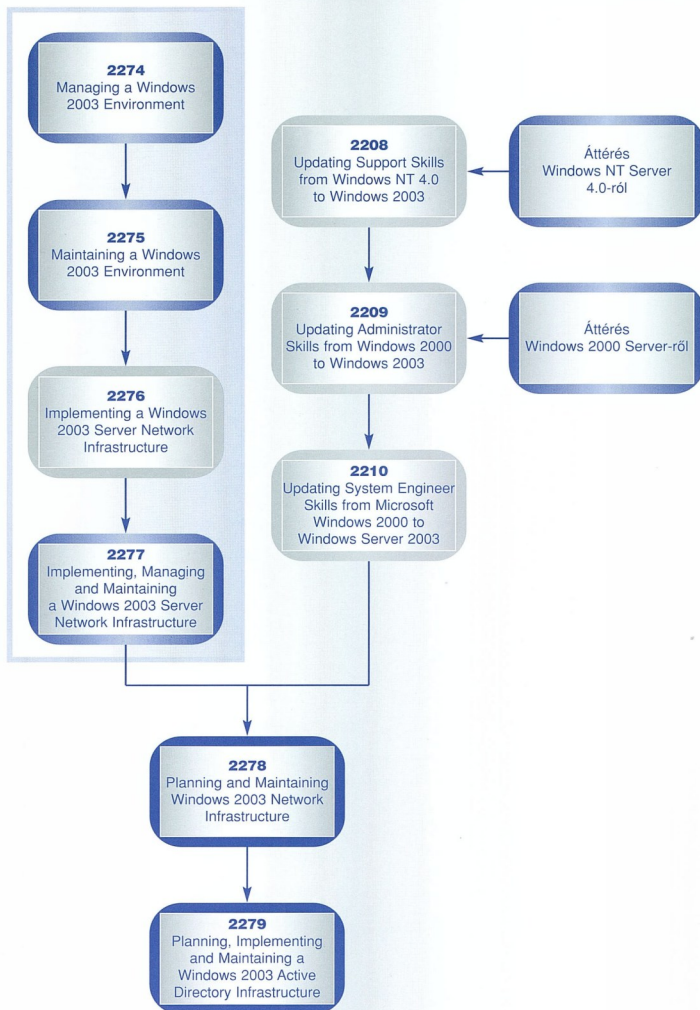 2274
Managing a Windows
2003 Environment
2275
Maintaining a Windows
2003 Environment
2276
Implementing a Windows
2003 Server Network
Infrastructure
2277
Implementing, Managing
and Maintaining
a Windows 2003 Server
Network Infrastructure
2208
Updating Support Skills
from Windows NT 4.0
to Windows 2003
Áttérés
Windows NT Server
4.0-ról
2209
Updating Administrator
Skills from Windows 2000
to Windows 2003
Áttérés
Windows 2000 Server-ről
2210
Updating System Engineer
Skills from Microsoft
Windows 2000 to
Windows Server 2003
2278
Planning and Maintaining
Windows 2003 Network
Infrastructure
2279
Planning, Implementing
and Maintaining a
Windows 2003 Active
Directory Infrastructure